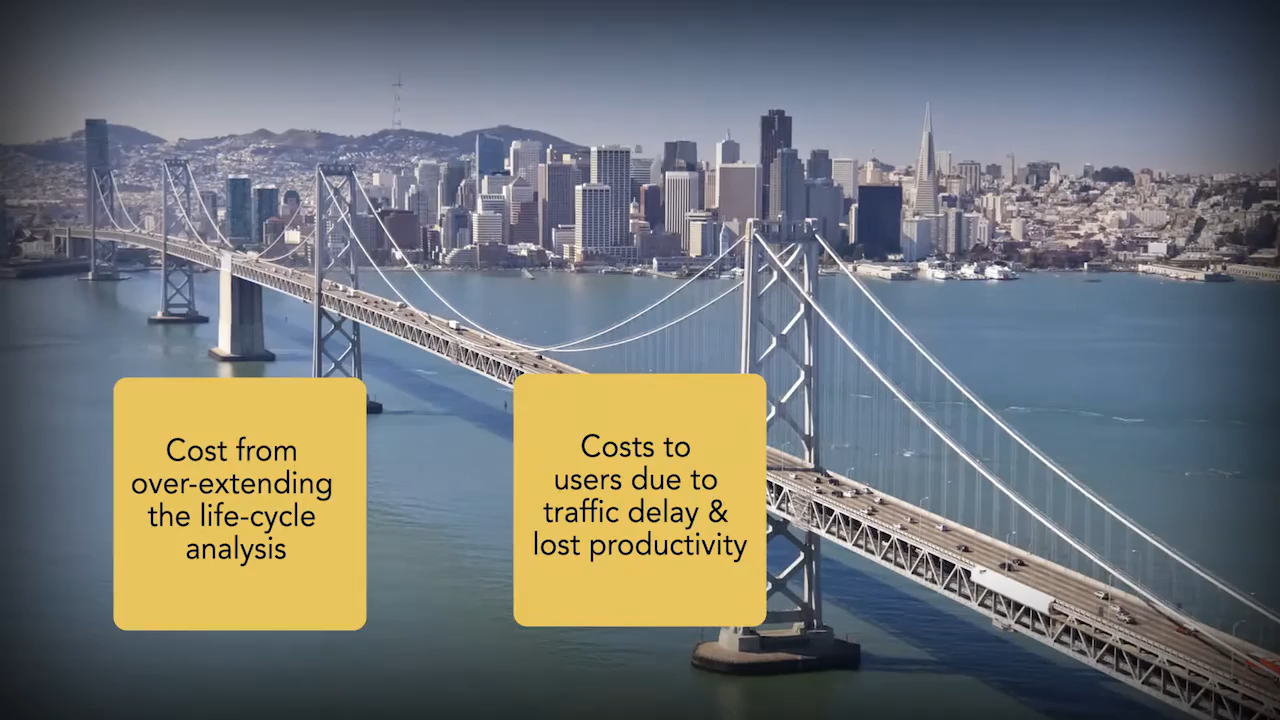 Cost from
over-extending
the life-cycle
analysis
Costs to
users due to
traffic delay &
lost productivity